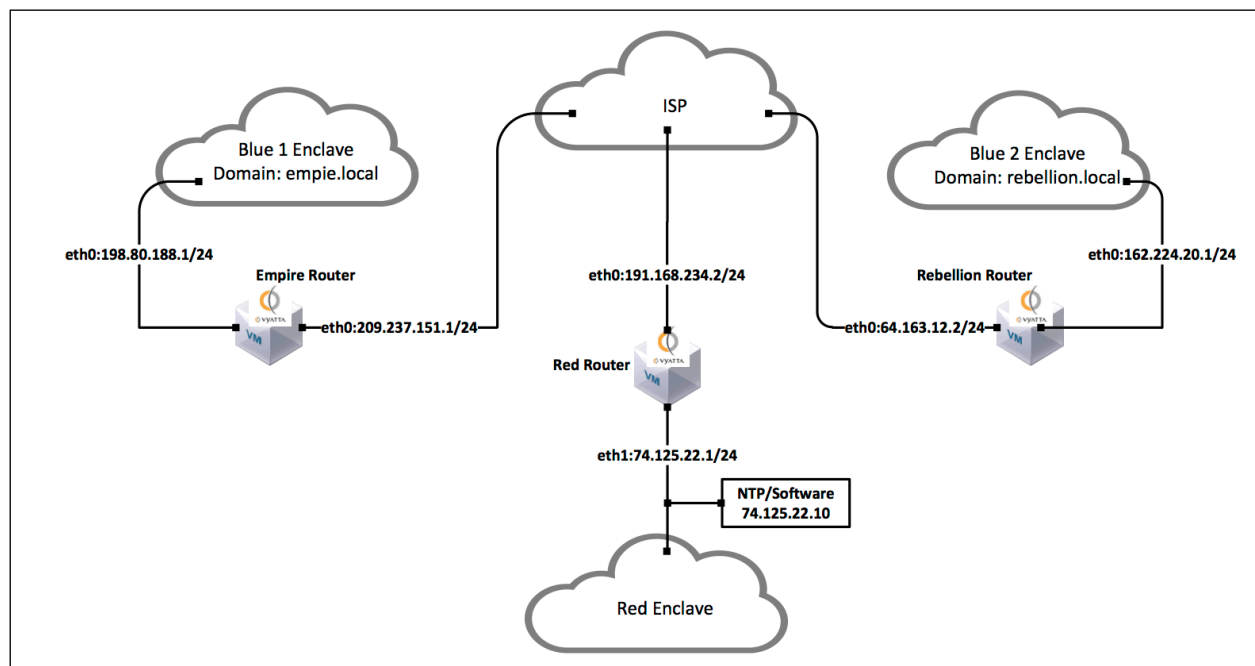 ISP
Blue 1 Enclave
Domain: empie.local
Blue 2 Enclave
Domain: rebellion.local
eth0:198.80.188.1/24
eth0:162.224.20.1/24
Empire Router
eth0:191.168.234.2/24
Rebellion Router
VYATTA
VM
eth0:209.237.151.1/24
eth0:64.163.12.2/24
VYATTA
VM
Red Router
VYATTA
VM
eth1:74.125.22.1/24
NTP/Software
74.125.22.10
Red Enclave